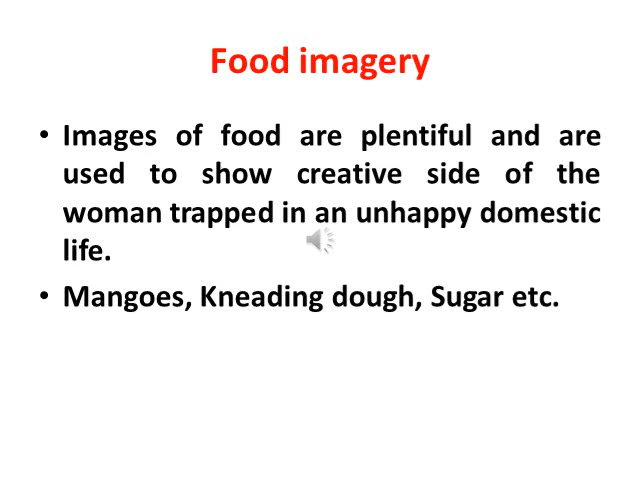 Food imagery
• Images of food are plentiful and are
used to show creative side of the
woman trapped in an unhappy domestic
life.
• Mangoes, Kneading dough, Sugar etc.